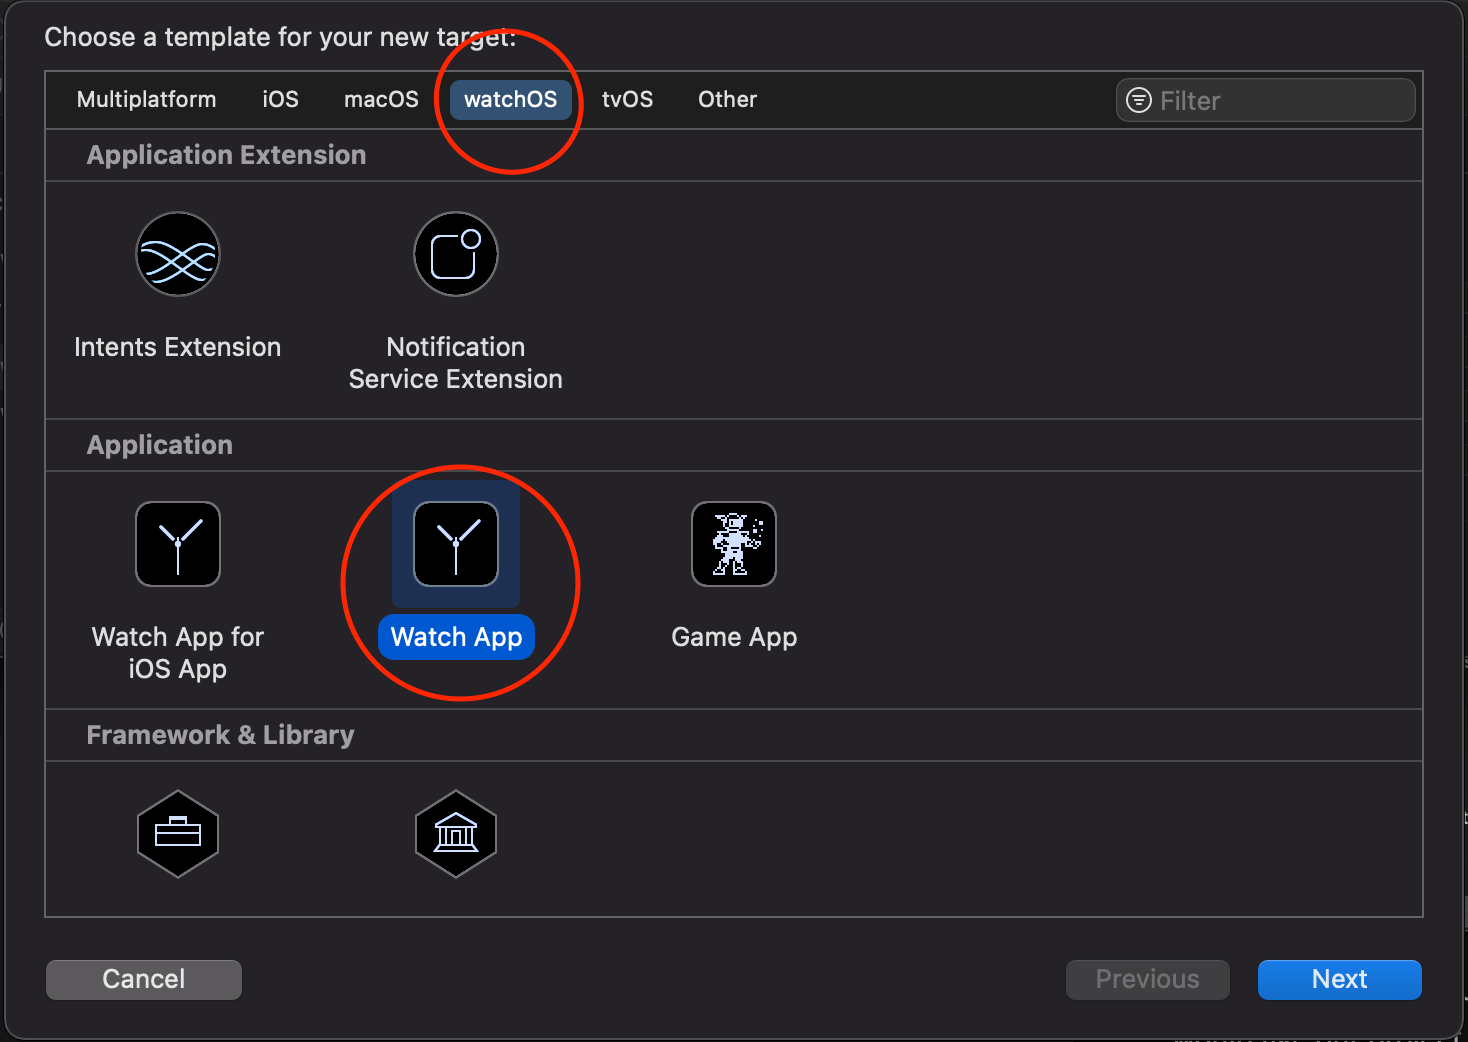 Choose a template for your new target:
Multiplatform iOS macOS watchOS tvOS Other Filter
Application Extension
Intents Extension
Notification
Service Extension
Application
Watch App for
iOS App
Watch App
Game App
Framework & Library
Cancel Previous Next